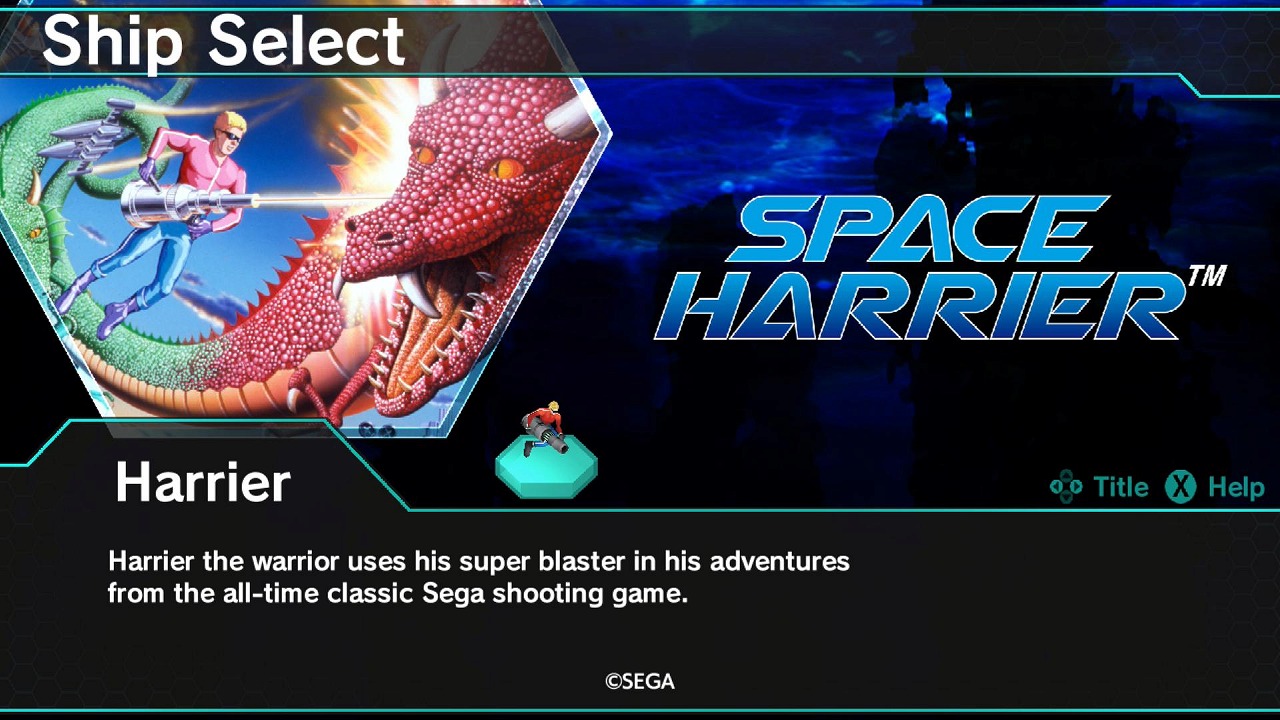 Ship Select
SPACE
HARRIER™
Harrier
Title X Help
Harrier the warrior uses his super blaster in his adventures
from the all-time classic Sega shooting game.
©SEGA